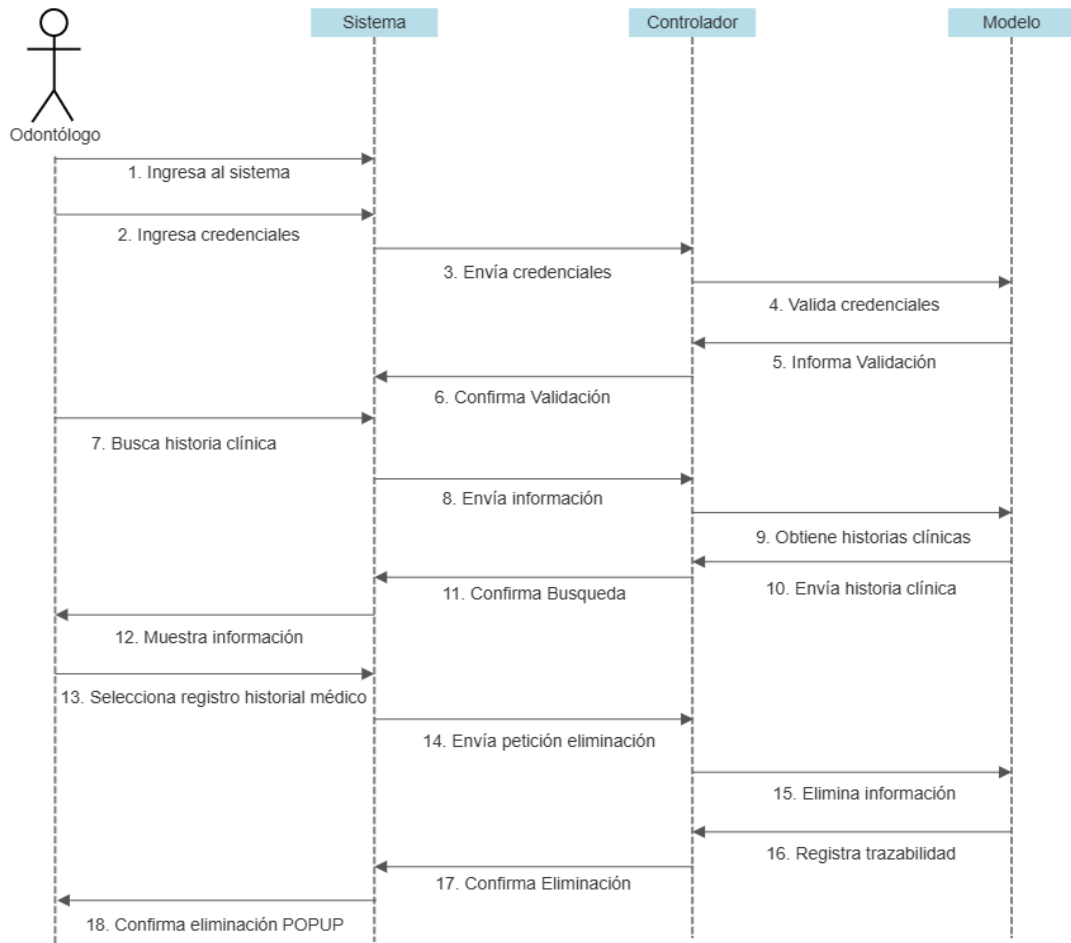 Sistema
Controlador
Modelo
Odontólogo
1. Ingresa al sistema
2. Ingresa credenciales
3. Envía credenciales
4. Valida credenciales
5. Informa Validación
6. Confirma Validación
7. Busca historia clínica
8. Envía información
9. Obtiene historias clínicas
10. Envía historia clínica
11. Confirma Busqueda
12. Muestra información
13. Selecciona registro historial médico
14. Envía petición eliminación
15. Elimina información
16. Registra trazabilidad
17. Confirma Eliminación
18. Confirma eliminación POPUP